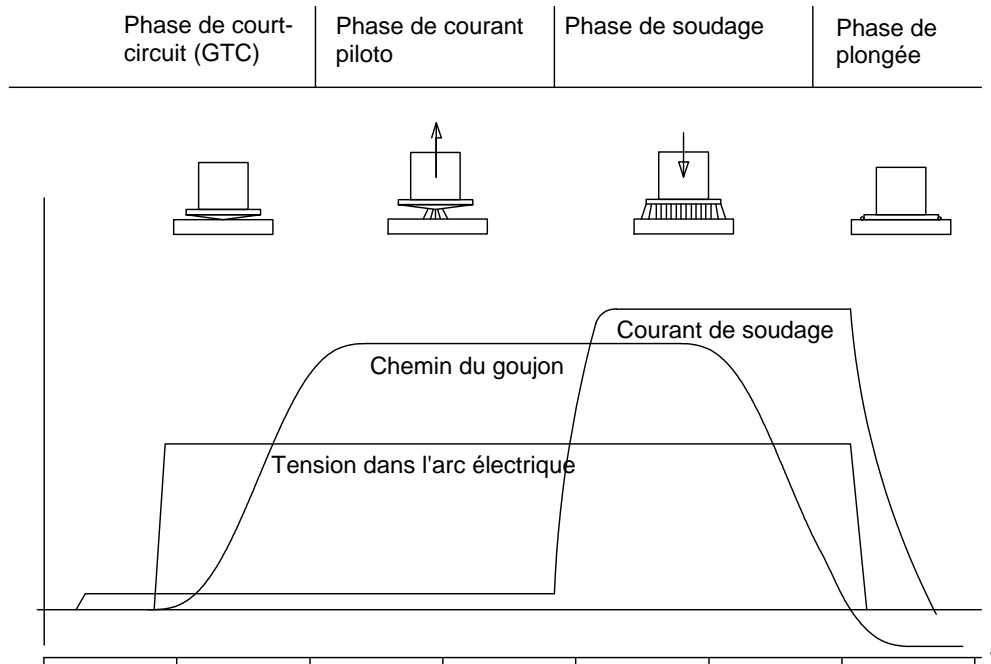 Phase de court-
circuit (GTC)
Phase de courant
piloto
Phase de soudage
Phase de
plongée
Courant de soudage
Chemin du goujon
Tension dans l'arc électrique